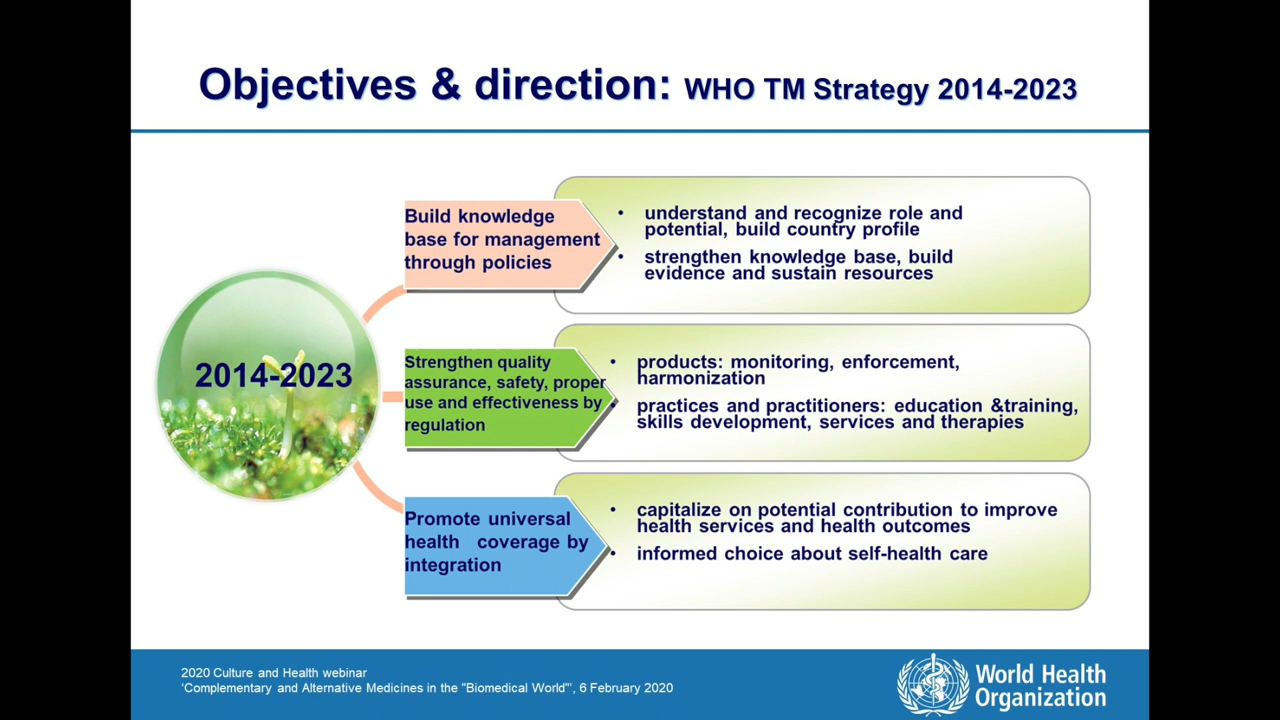 Objectives & direction: WHO TM Strategy 2014-2023
2014-2023
Build knowledge
base for management
through policies
• understand and recognize role and
potential, build country profile
• strengthen knowledge base, build
evidence and sustain resources
Strengthen quality
assurance, safety, proper
use and effectiveness by
regulation
• products: monitoring, enforcement,
harmonization
• practices and practitioners: education &training,
skills development, services and therapies
Promote universal
health coverage by
integration
• capitalize on potential contribution to improve
health services and health outcomes
• informed choice about self-health care
2020 Culture and Health webinar
‘Complementary and Alternative Medicines in the "Biomedical World"’, 6 February 2020
World Health
Organization